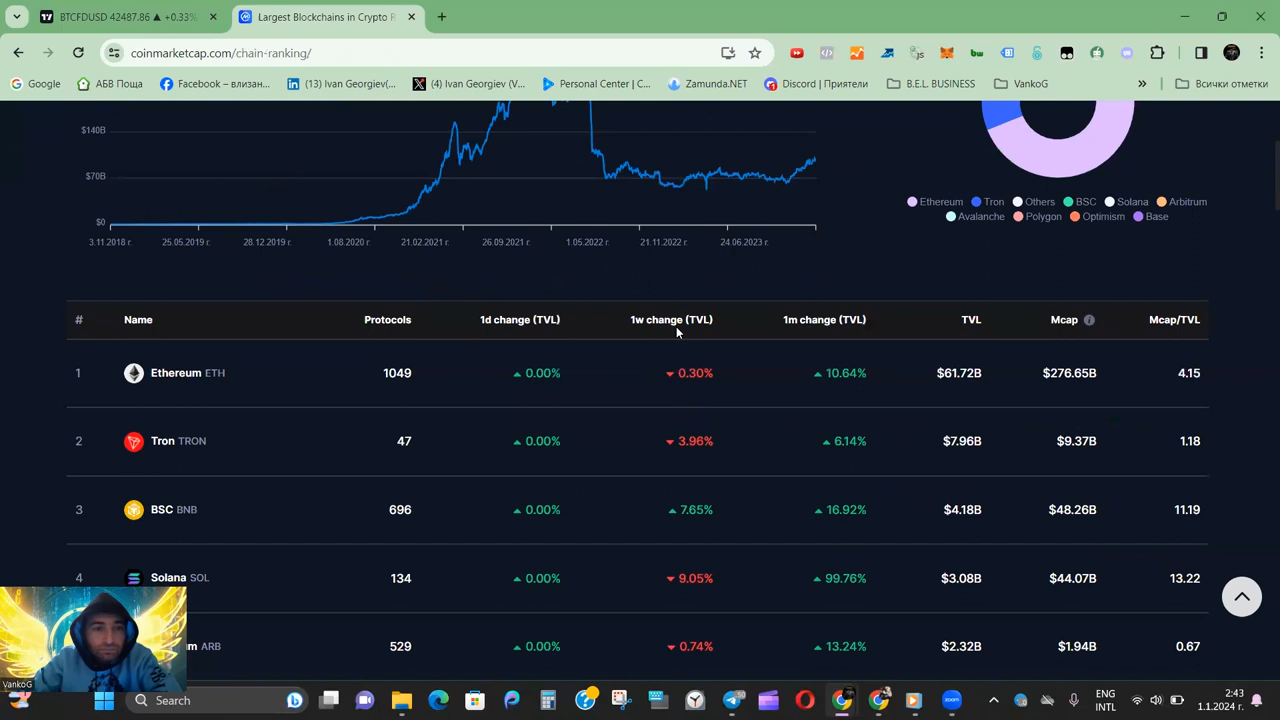 BTCFDUSD 42487.86 ▲ +0.33%
Largest Blockchains in Crypto R
coinmarketcap.com/chain-ranking/
Google
АБВ Поща
Facebook – влизан...
(13) Ivan Georgiev(...
(4) Ivan Georgiev (V...
Personal Center | C...
Zamunda.NET
Discord | Приятели
B.E.L. BUSINESS
VankoG
Всички отметки
$140B
$70B
$0
3.11.2018 г. 25.05.2019 г. 28.12.2019 г. 1.08.2020 г. 21.02.2021 г. 26.09.2021 г. 1.05.2022 г. 21.11.2022 г. 24.06.2023 г.
Ethereum Tron Others BSC Solana Arbitrum
Avalanche Polygon Optimism Base
# Name Protocols 1d change (TVL) 1w change (TVL) 1m change (TVL) TVL Mcap Mcap/TVL
1 Ethereum ETH 1049 0.00% 0.30% 10.64% $61.72B $276.65B 4.15
2 Tron TRON 47 0.00% 3.96% 6.14% $7.96B $9.37B 1.18
3 BSC BNB 696 0.00% 7.65% 16.92% $4.18B $48.26B 11.19
4 Solana SOL 134 0.00% 9.05% 99.76% $3.08B $44.07B 13.22
ARB 529 0.00% 0.74% 13.24% $2.32B $1.94B 0.67
VankoG
Search
ENG
INTL
2:43
1.1.2024 г.